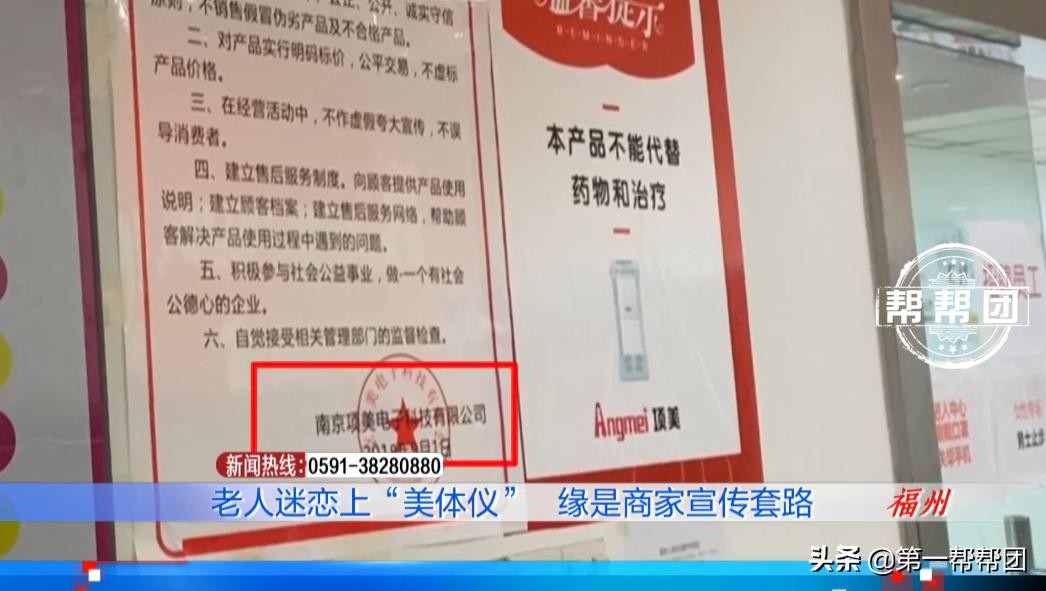 原则，不销售假冒伪劣产品及不合格产品。
二、对产品实行明码标价，公平交易，不虚标
产品价格。
三、在经营活动中，不作虚假夸大宣传，不误
导消费者。
四、建立售后服务制度。向顾客提供产品使用
说明；建立顾客档案；建立售后服务网络，帮助顾
客解决产品使用过程中遇到的问题。
五、积极参与社会公益事业，做一个有社会
公德心的企业。
六、自觉接受相关管理部门的监督检查。
南京项美电子科技有限公司
温馨提示
REMINDER
本产品不能代替
药物和治疗
Angmei 项美
帮帮团
男士止步
新闻热线：0591-38280880
老人迷恋上“美体仪” 缘是商家宣传套路
福州
头条 @第一帮帮团